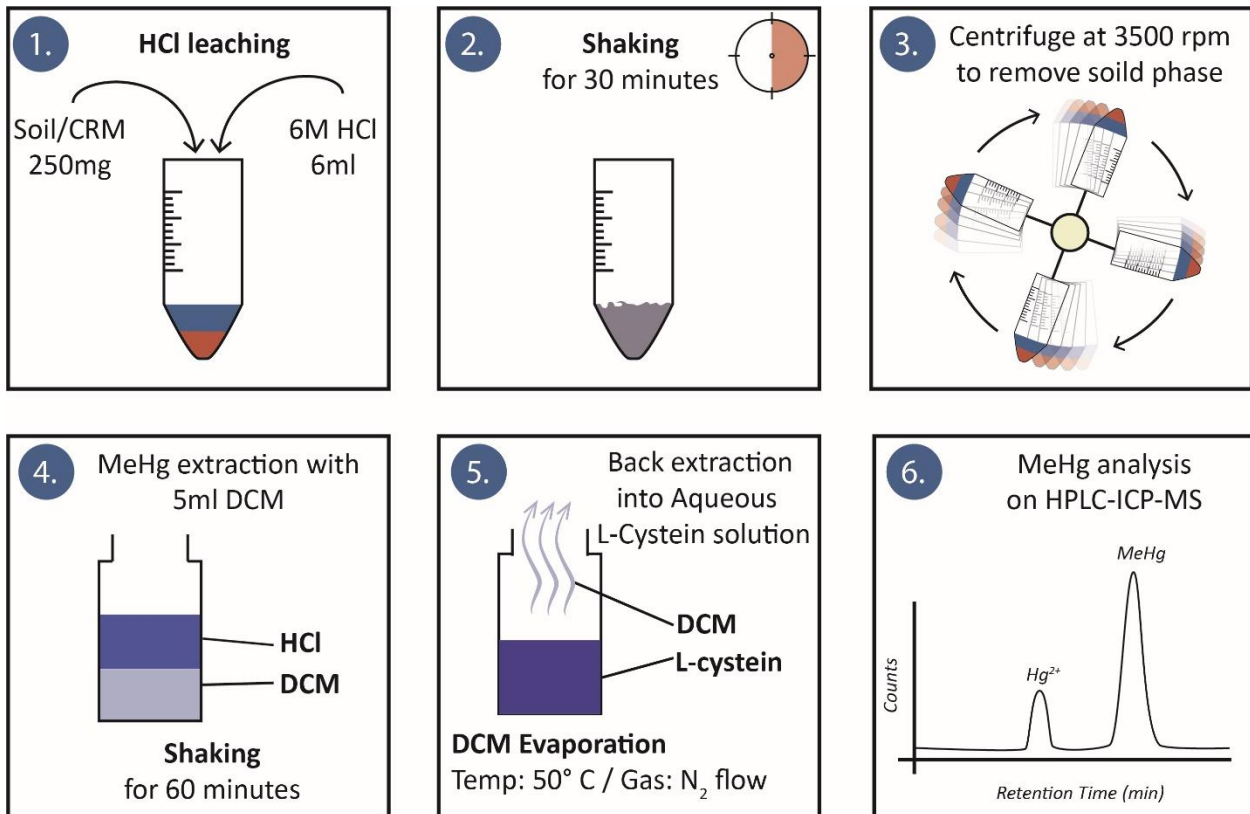 1.
HCl leaching
Soil/CRM
250mg
6M HCl
6ml
2.
Shaking
for 30 minutes
3.
Centrifuge at 3500 rpm
to remove soild phase
4.
MeHg extraction with
5ml DCM
HCl
DCM
Shaking
for 60 minutes
5.
Back extraction
into Aqueous
L-Cystein solution
DCM
L-cystein
DCM Evaporation
Temp: 50° C / Gas: N₂ flow
6.
MeHg analysis
on HPLC-ICP-MS
MeHg
Hg²⁺
Counts
Retention Time (min)